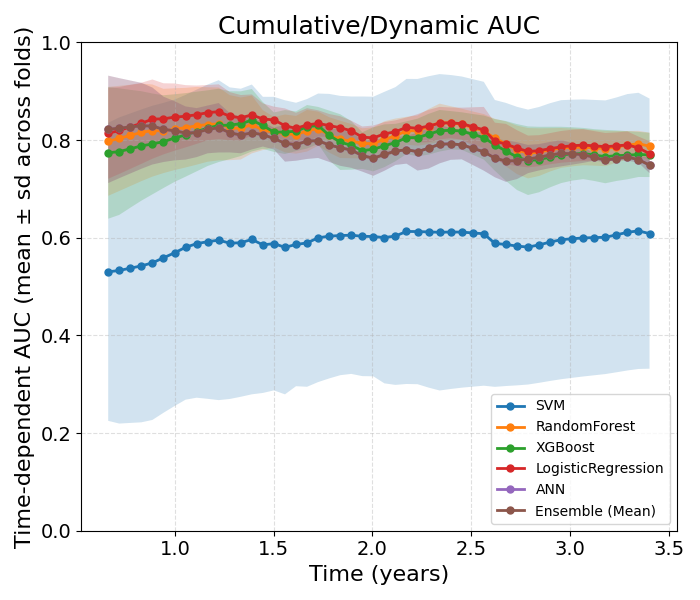 Cumulative/Dynamic AUC
Time-dependent AUC (mean ± sd across folds)
1.0
0.8
0.6
0.4
0.2
0.0
SVM
RandomForest
XGBoost
LogisticRegression
ANN
Ensemble (Mean)
1.0 1.5 2.0 2.5 3.0 3.5
Time (years)